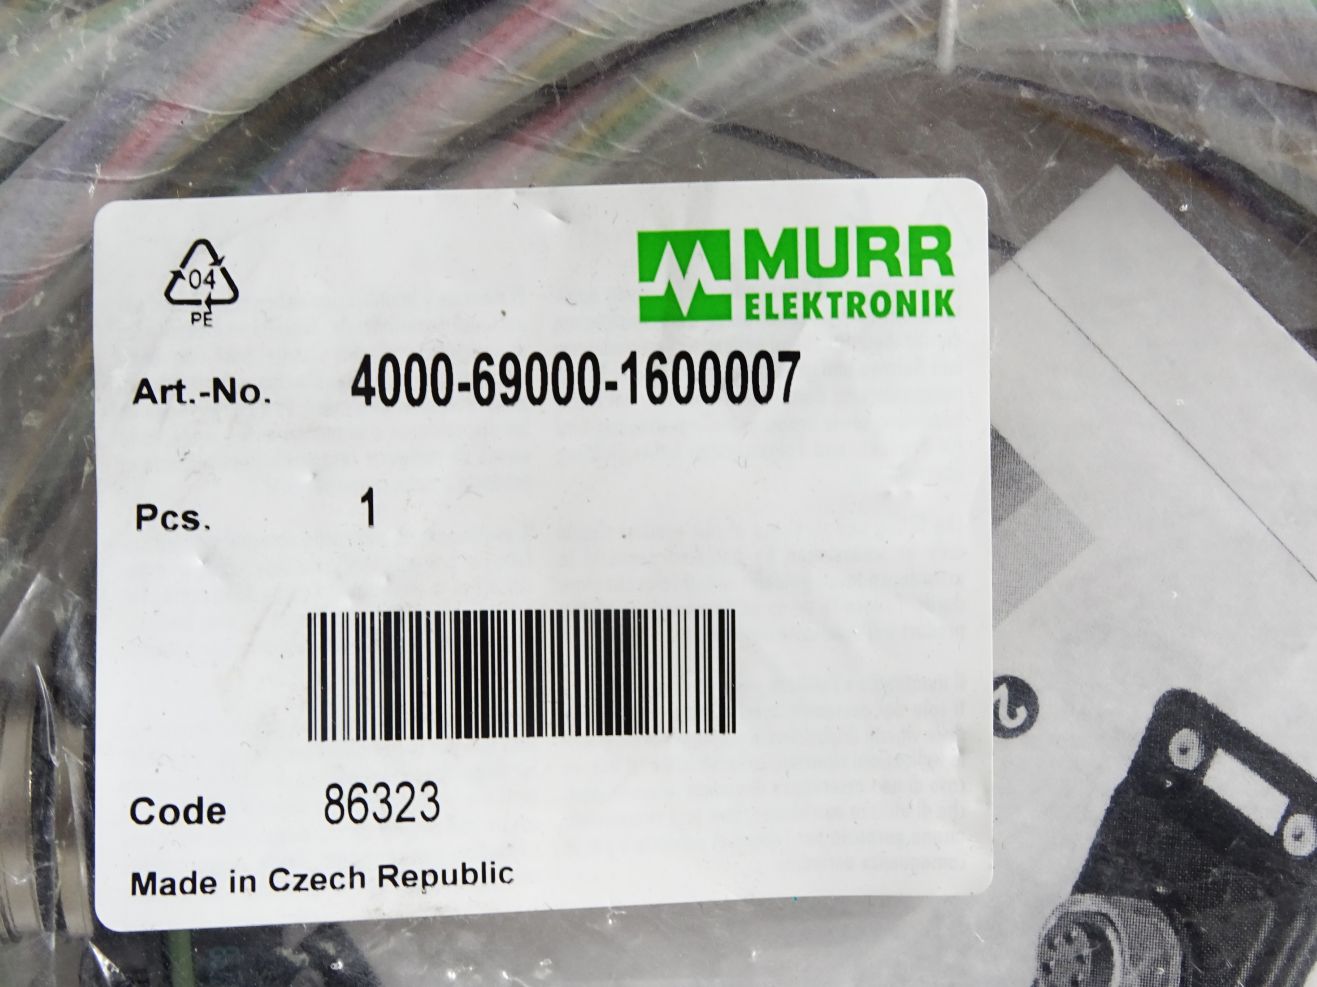 04
PE
MURR
ELEKTRONIK
Art.-No. 4000-69000-1600007
Pcs. 1
Code 86323
Made in Czech Republic